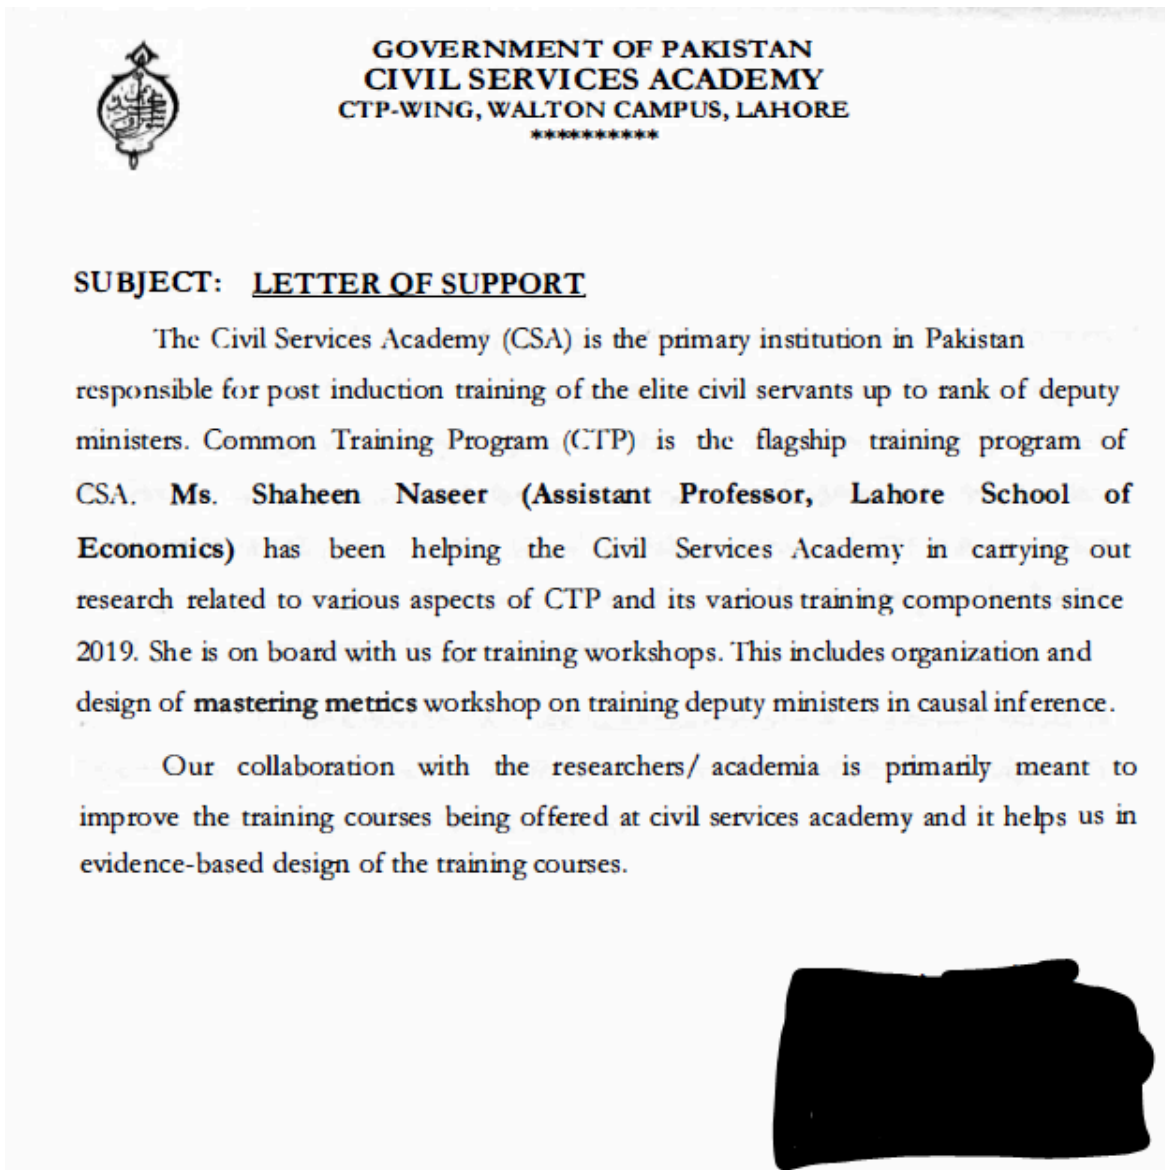 GOVERNMENT OF PAKISTAN
CIVIL SERVICES ACADEMY
CTP-WING, WALTON CAMPUS, LAHORE
**********
SUBJECT: LETTER OF SUPPORT
The Civil Services Academy (CSA) is the primary institution in Pakistan
responsible for post induction training of the elite civil servants up to rank of deputy
ministers. Common Training Program (CTP) is the flagship training program of
CSA. Ms. Shaheen Naseer (Assistant Professor, Lahore School of
Economics) has been helping the Civil Services Academy in carrying out
research related to various aspects of CTP and its various training components since
2019. She is on board with us for training workshops. This includes organization and
design of mastering metrics workshop on training deputy ministers in causal inference.
Our collaboration with the researchers/ academia is primarily meant to
improve the training courses being offered at civil services academy and it helps us in
evidence-based design of the training courses.